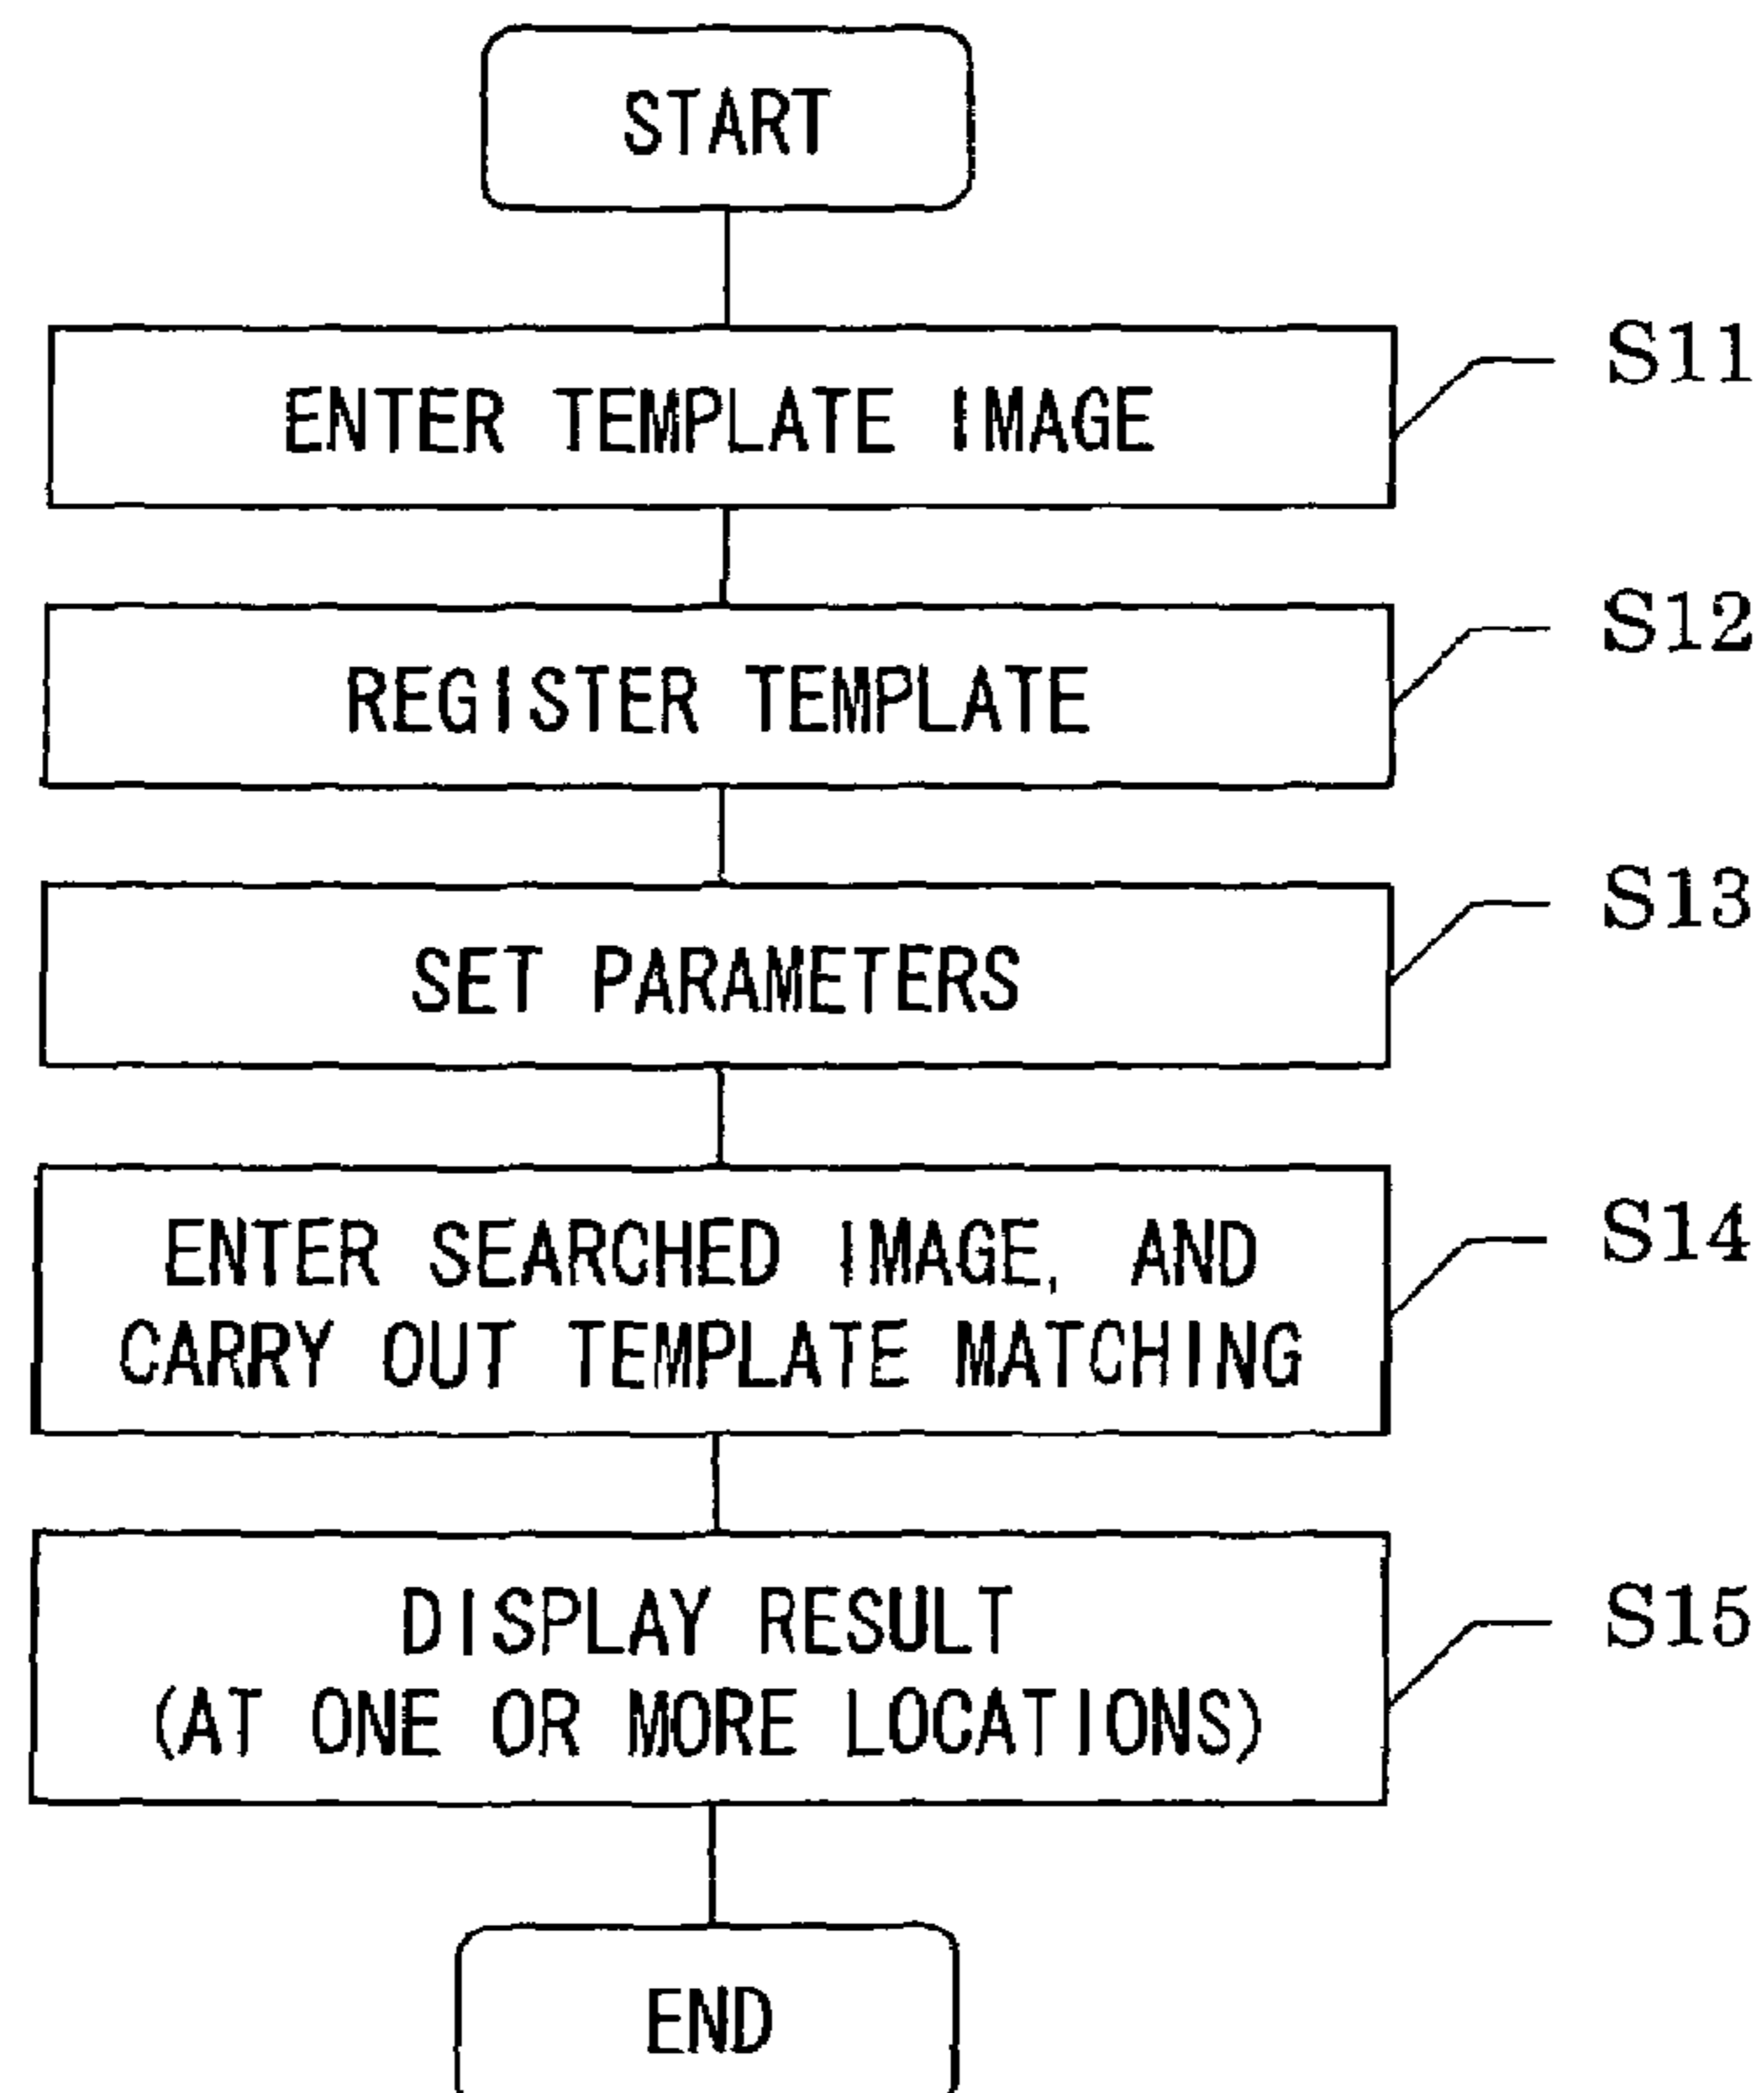 START
ENTER TEMPLATE IMAGE
S11
REGISTER TEMPLATE
S12
SET PARAMETERS
S13
ENTER SEARCHED IMAGE, AND
CARRY OUT TEMPLATE MATCHING
S14
DISPLAY RESULT
(AT ONE OR MORE LOCATIONS)
S15
END